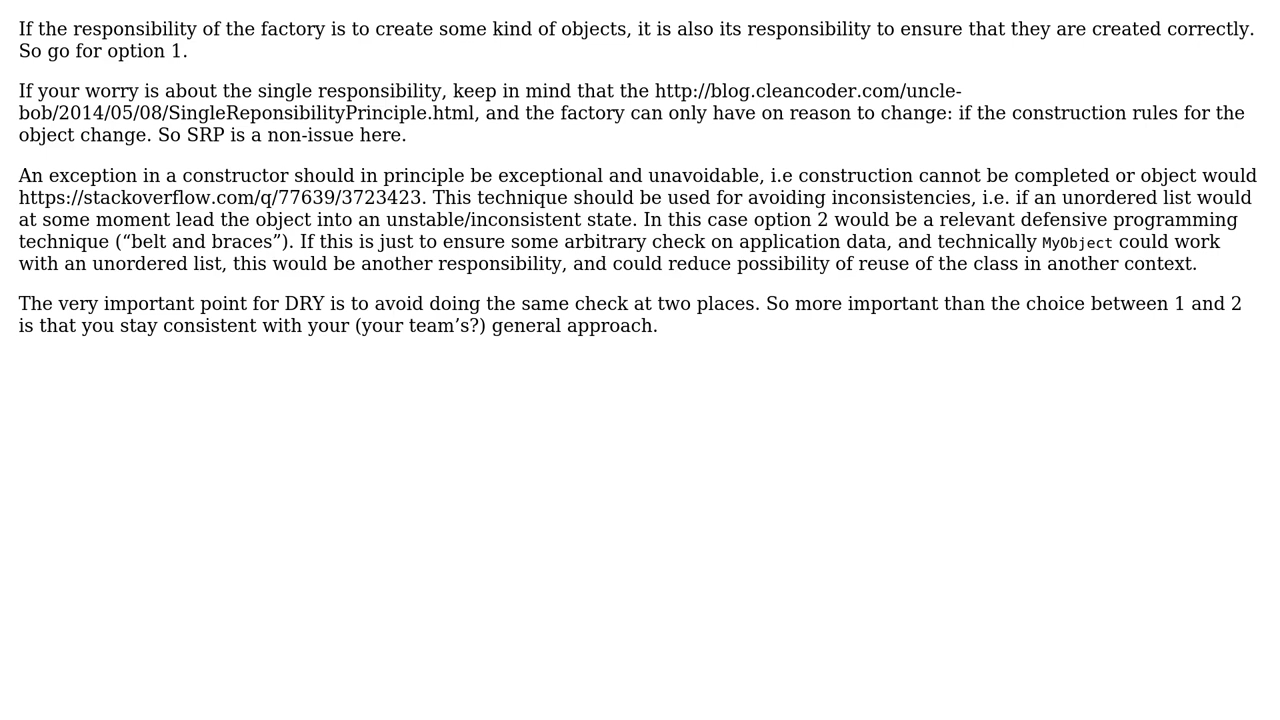 If the responsibility of the factory is to create some kind of objects, it is also its responsibility to ensure that they are created correctly.
So go for option 1.
If your worry is about the single responsibility, keep in mind that the http://blog.cleancoder.com/uncle-
bob/2014/05/08/SingleReponsibilityPrinciple.html, and the factory can only have on reason to change: if the construction rules for the
object change. So SRP is a non-issue here.
An exception in a constructor should in principle be exceptional and unavoidable, i.e construction cannot be completed or object would
https://stackoverflow.com/q/77639/3723423. This technique should be used for avoiding inconsistencies, i.e. if an unordered list would
at some moment lead the object into an unstable/inconsistent state. In this case option 2 would be a relevant defensive programming
technique (“belt and braces”). If this is just to ensure some arbitrary check on application data, and technically MyObject could work
with an unordered list, this would be another responsibility, and could reduce possibility of reuse of the class in another context.
The very important point for DRY is to avoid doing the same check at two places. So more important than the choice between 1 and 2
is that you stay consistent with your (your team’s?) general approach.